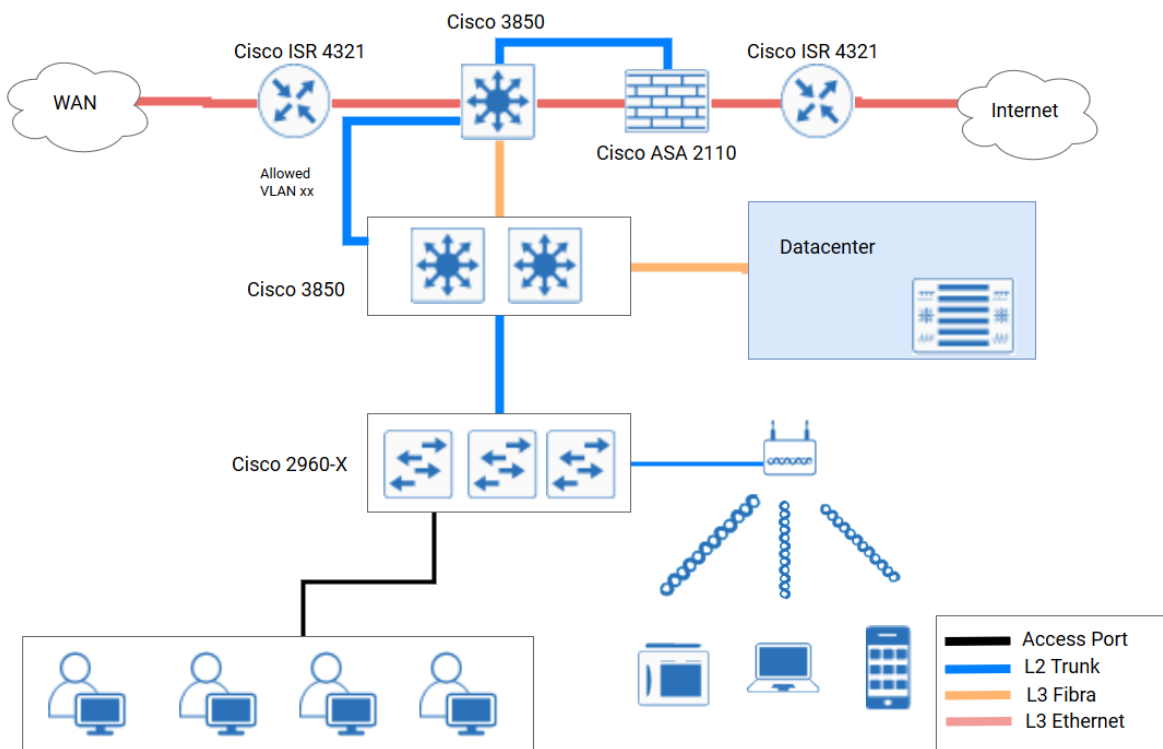 Cisco 3850
Cisco ISR 4321
Cisco ISR 4321
WAN
Internet
Cisco ASA 2110
Allowed
VLAN xx
Datacenter
Cisco 3850
Cisco 2960-X
Access Port
L2 Trunk
L3 Fibra
L3 Ethernet